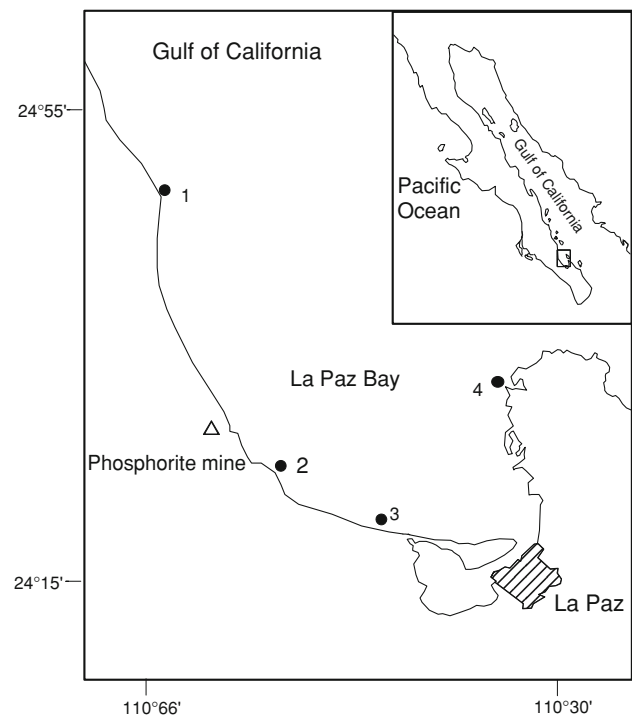 Gulf of California
24°55'
1
Gulf of California
Pacific
Ocean
La Paz Bay
4
Phosphorite mine
2
3
24°15'
La Paz
110°66'
110°30'